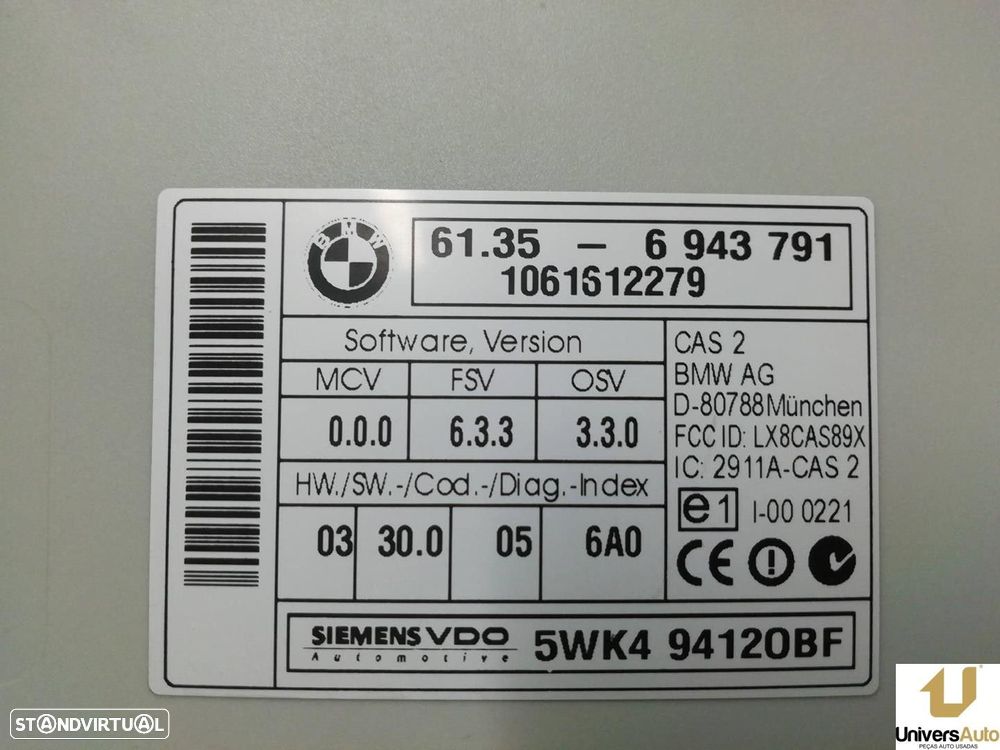 BMW
61.35 – 6 943 791
1061612279
Software, Version
MCV FSV OSV
0.0.0 6.3.3 3.3.0
HW./SW.-/Cod.-/Diag.-Index
03 30.0 05 6A0
CAS 2
BMW AG
D-80788 München
FCC ID: LX8CAS89X
IC: 2911A-CAS 2
e1 I-00 0221
CE
SIEMENS VDO
Automotive
5WK4 94120BF
STANDVIRTUAL
UniversAuto
PEÇAS AUTO USADAS